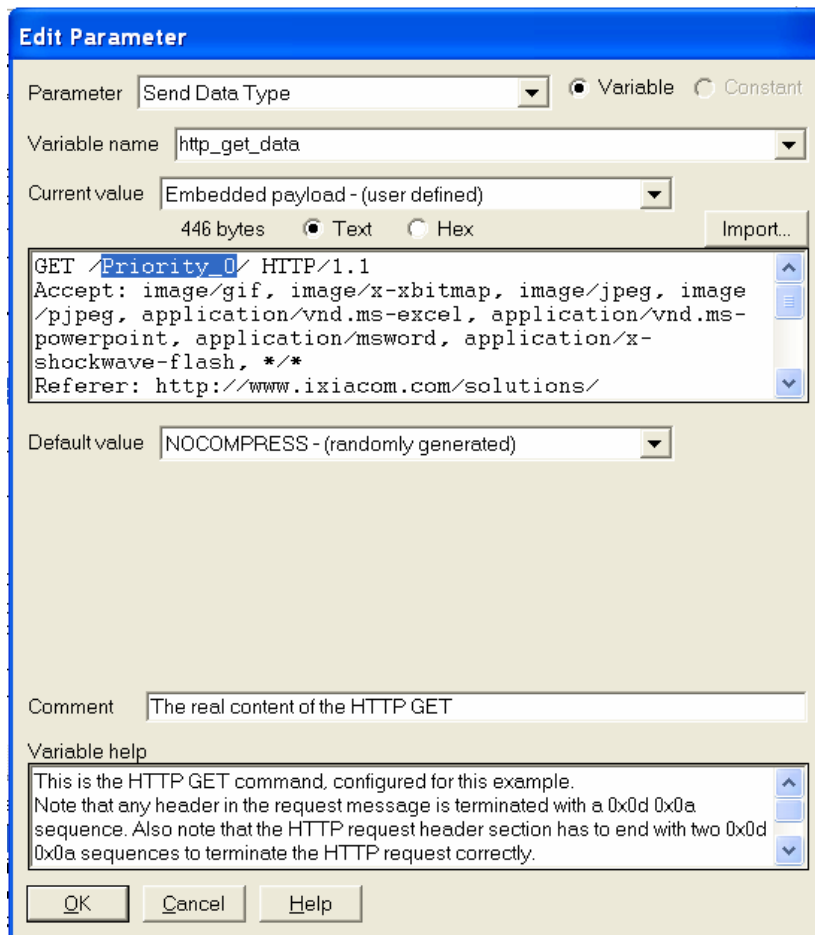 Edit Parameter
Parameter Send Data Type Variable Constant
Variable name http_get_data
Current value Embedded payload - (user defined)
446 bytes Text Hex Import...
GET /Priority_0/ HTTP/1.1
Accept: image/gif, image/x-xbitmap, image/jpeg, image
/pjpeg, application/vnd.ms-excel, application/vnd.ms-
powerpoint, application/msword, application/x-
shockwave-flash, */*
Referer: http://www.ixiacom.com/solutions/
Default value NOCOMPRESS - (randomly generated)
Comment The real content of the HTTP GET
Variable help
This is the HTTP GET command, configured for this example.
Note that any header in the request message is terminated with a 0x0d 0x0a
sequence. Also note that the HTTP request header section has to end with two 0x0d
0x0a sequences to terminate the HTTP request correctly.
OK Cancel Help